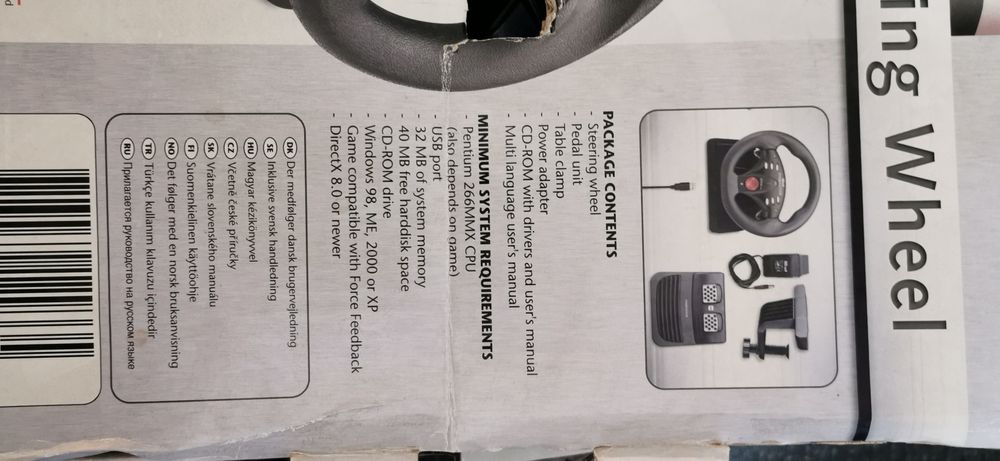 ing Wheel
PACKAGE CONTENTS
- Steering wheel
- Pedal unit
- Table clamp
- Power adapter
- CD-ROM with drivers and user's manual
- Multi language user's manual
MINIMUM SYSTEM REQUIREMENTS
- Pentium 266MMX CPU
(also depends on game)
- USB port
- 32 MB of system memory
- 40 MB free harddisk space
- CD-ROM drive
- Windows 98, ME, 2000 or XP
- Game compatible with Force Feedback
- DirectX 8.0 or newer
DK Der medfølger dansk brugervejledning
SE Inklusive svensk handledning
HU Magyar kézikönyvvel
CZ Včetně české příručky
SK Vrátane slovenského manuálu
FI Suomenkielinen käyttöohje
NO Det følger med en norsk bruksanvisning
TR Türkçe kullanım kılavuzu içindedir
RU Прилагается руководство на русском языке